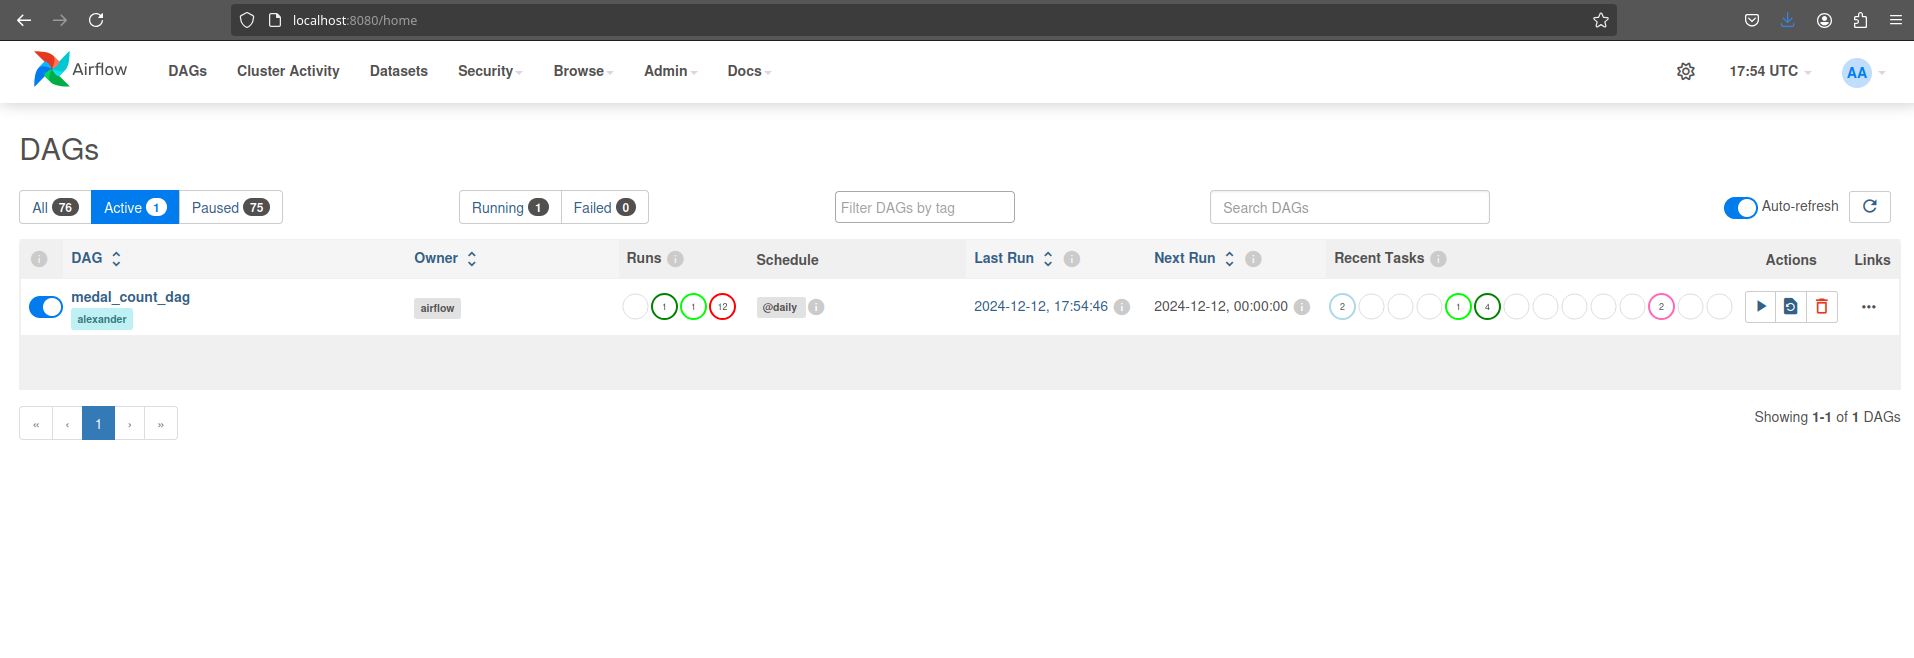 localhost:8080/home
Airflow DAGs Cluster Activity Datasets Security Browse Admin Docs 17:54 UTC AA
DAGs
All 76 Active 1 Paused 75 Running 1 Failed 0 Filter DAGs by tag Search DAGs Auto-refresh
i DAG Owner Runs i Schedule Last Run i Next Run i Recent Tasks i Actions Links
medal_count_dag
airflow 1 1 12 @daily i 2024-12-12, 17:54:46 i 2024-12-12, 00:00:00 i 2 1 4 2 ...
alexander
« ‹ 1 › » Showing 1-1 of 1 DAGs